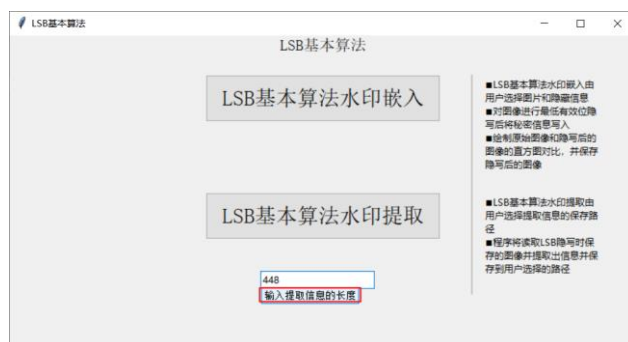 LSB基本算法
LSB基本算法
LSB基本算法水印嵌入
LSB基本算法水印提取
448
输入提取信息的长度
■LSB基本算法水印嵌入由
用户选择图片和隐藏信息
■对图像进行最低有效位隐
写后将秘密信息写入
■绘制原始图像和隐写后的
图像的直方图对比，并保存
隐写后的图像
■LSB基本算法水印提取由
用户选择提取信息的保存路
径
■程序将读取LSB隐写时保
存的图像并提取出信息并保
存到用户选择的路径